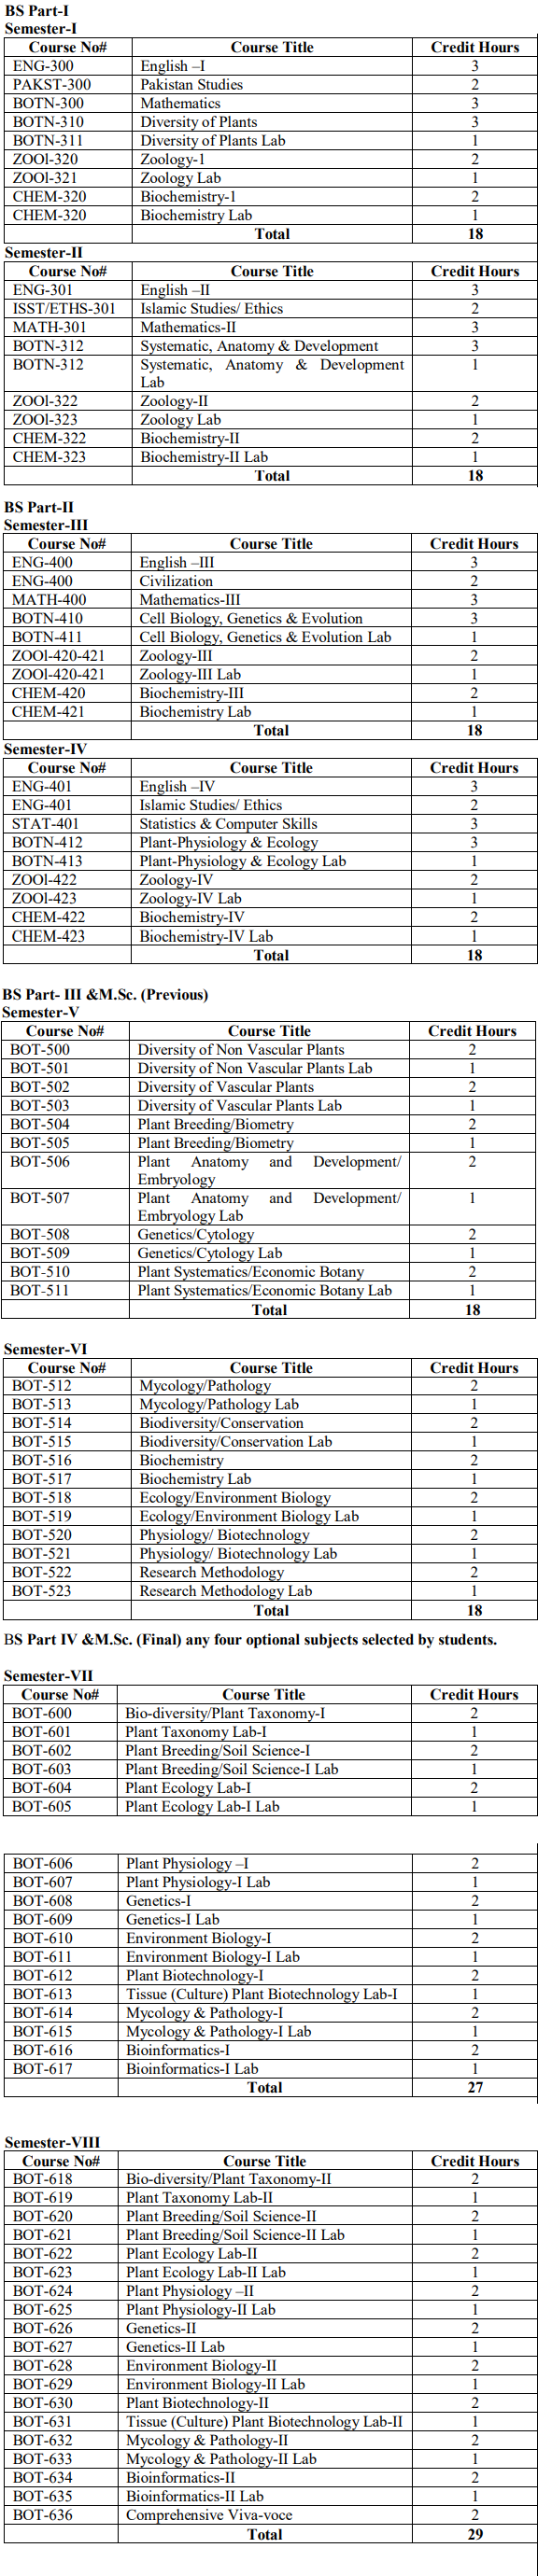 BS Part-I
Semester-I
Course No# Course Title Credit Hours
ENG-300 English –I 3
PAKST-300 Pakistan Studies 2
BOTN-300 Mathematics 3
BOTN-310 Diversity of Plants 3
BOTN-311 Diversity of Plants Lab 1
ZOOl-320 Zoology-1 2
ZOOl-321 Zoology Lab 1
CHEM-320 Biochemistry-1 2
CHEM-320 Biochemistry Lab 1
Total 18
Semester-II
Course No# Course Title Credit Hours
ENG-301 English –II 3
ISST/ETHS-301 Islamic Studies/ Ethics 2
MATH-301 Mathematics-II 3
BOTN-312 Systematic, Anatomy & Development 3
BOTN-312 Systematic, Anatomy & Development 1
Lab
ZOOl-322 Zoology-II 2
ZOOl-323 Zoology Lab 1
CHEM-322 Biochemistry-II 2
CHEM-323 Biochemistry-II Lab 1
Total 18
BS Part-II
Semester-III
Course No# Course Title Credit Hours
ENG-400 English –III 3
ENG-400 Civilization 2
MATH-400 Mathematics-III 3
BOTN-410 Cell Biology, Genetics & Evolution 3
BOTN-411 Cell Biology, Genetics & Evolution Lab 1
ZOOl-420-421 Zoology-III 2
ZOOl-420-421 Zoology-III Lab 1
CHEM-420 Biochemistry-III 2
CHEM-421 Biochemistry Lab 1
Total 18
Semester-IV
Course No# Course Title Credit Hours
ENG-401 English –IV 3
ENG-401 Islamic Studies/ Ethics 2
STAT-401 Statistics & Computer Skills 3
BOTN-412 Plant-Physiology & Ecology 3
BOTN-413 Plant-Physiology & Ecology Lab 1
ZOOl-422 Zoology-IV 2
ZOOl-423 Zoology-IV Lab 1
CHEM-422 Biochemistry-IV 2
CHEM-423 Biochemistry-IV Lab 1
Total 18
BS Part- III &M.Sc. (Previous)
Semester-V
Course No# Course Title Credit Hours
BOT-500 Diversity of Non Vascular Plants 2
BOT-501 Diversity of Non Vascular Plants Lab 1
BOT-502 Diversity of Vascular Plants 2
BOT-503 Diversity of Vascular Plants Lab 1
BOT-504 Plant Breeding/Biometry 2
BOT-505 Plant Breeding/Biometry 1
BOT-506 Plant Anatomy and Development/ 2
Embryology
BOT-507 Plant Anatomy and Development/ 1
Embryology Lab
BOT-508 Genetics/Cytology 2
BOT-509 Genetics/Cytology Lab 1
BOT-510 Plant Systematics/Economic Botany 2
BOT-511 Plant Systematics/Economic Botany Lab 1
Total 18
Semester-VI
Course No# Course Title Credit Hours
BOT-512 Mycology/Pathology 2
BOT-513 Mycology/Pathology Lab 1
BOT-514 Biodiversity/Conservation 2
BOT-515 Biodiversity/Conservation Lab 1
BOT-516 Biochemistry 2
BOT-517 Biochemistry Lab 1
BOT-518 Ecology/Environment Biology 2
BOT-519 Ecology/Environment Biology Lab 1
BOT-520 Physiology/ Biotechnology 2
BOT-521 Physiology/ Biotechnology Lab 1
BOT-522 Research Methodology 2
BOT-523 Research Methodology Lab 1
Total 18
BS Part IV &M.Sc. (Final) any four optional subjects selected by students.
Semester-VII
Course No# Course Title Credit Hours
BOT-600 Bio-diversity/Plant Taxonomy-I 2
BOT-601 Plant Taxonomy Lab-I 1
BOT-602 Plant Breeding/Soil Science-I 2
BOT-603 Plant Breeding/Soil Science-I Lab 1
BOT-604 Plant Ecology Lab-I 2
BOT-605 Plant Ecology Lab-I Lab 1
BOT-606 Plant Physiology –I 2
BOT-607 Plant Physiology-I Lab 1
BOT-608 Genetics-I 2
BOT-609 Genetics-I Lab 1
BOT-610 Environment Biology-I 2
BOT-611 Environment Biology-I Lab 1
BOT-612 Plant Biotechnology-I 2
BOT-613 Tissue (Culture) Plant Biotechnology Lab-I 1
BOT-614 Mycology & Pathology-I 2
BOT-615 Mycology & Pathology-I Lab 1
BOT-616 Bioinformatics-I 2
BOT-617 Bioinformatics-I Lab 1
Total 27
Semester-VIII
Course No# Course Title Credit Hours
BOT-618 Bio-diversity/Plant Taxonomy-II 2
BOT-619 Plant Taxonomy Lab-II 1
BOT-620 Plant Breeding/Soil Science-II 2
BOT-621 Plant Breeding/Soil Science-II Lab 1
BOT-622 Plant Ecology Lab-II 2
BOT-623 Plant Ecology Lab-II Lab 1
BOT-624 Plant Physiology –II 2
BOT-625 Plant Physiology-II Lab 1
BOT-626 Genetics-II 2
BOT-627 Genetics-II Lab 1
BOT-628 Environment Biology-II 2
BOT-629 Environment Biology-II Lab 1
BOT-630 Plant Biotechnology-II 2
BOT-631 Tissue (Culture) Plant Biotechnology Lab-II 1
BOT-632 Mycology & Pathology-II 2
BOT-633 Mycology & Pathology-II Lab 1
BOT-634 Bioinformatics-II 2
BOT-635 Bioinformatics-II Lab 1
BOT-636 Comprehensive Viva-voce 2
Total 29